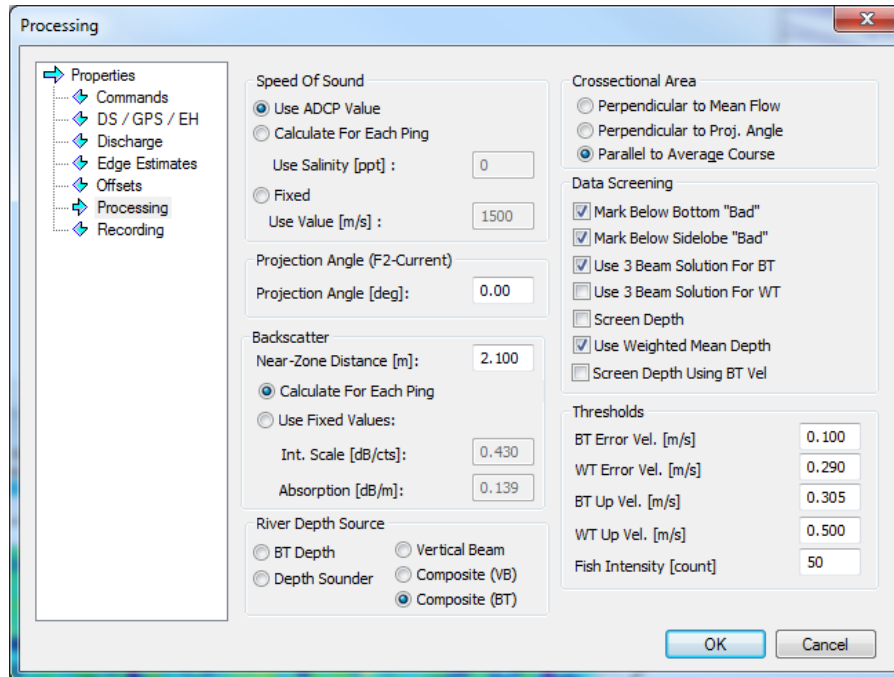 Processing
Properties
Commands
DS / GPS / EH
Discharge
Edge Estimates
Offsets
Processing
Recording
Speed Of Sound
Use ADCP Value
Calculate For Each Ping
Use Salinity [ppt] : 0
Fixed
Use Value [m/s] : 1500
Projection Angle (F2-Current)
Projection Angle [deg]: 0.00
Backscatter
Near-Zone Distance [m]: 2.100
Calculate For Each Ping
Use Fixed Values:
Int. Scale [dB/cts]: 0.430
Absorption [dB/m]: 0.139
River Depth Source
BT Depth
Depth Sounder
Vertical Beam
Composite (VB)
Composite (BT)
Crossectional Area
Perpendicular to Mean Flow
Perpendicular to Proj. Angle
Parallel to Average Course
Data Screening
Mark Below Bottom "Bad"
Mark Below Sidelobe "Bad"
Use 3 Beam Solution For BT
Use 3 Beam Solution For WT
Screen Depth
Use Weighted Mean Depth
Screen Depth Using BT Vel
Thresholds
BT Error Vel. [m/s] 0.100
WT Error Vel. [m/s] 0.290
BT Up Vel. [m/s] 0.305
WT Up Vel. [m/s] 0.500
Fish Intensity [count] 50
OK
Cancel